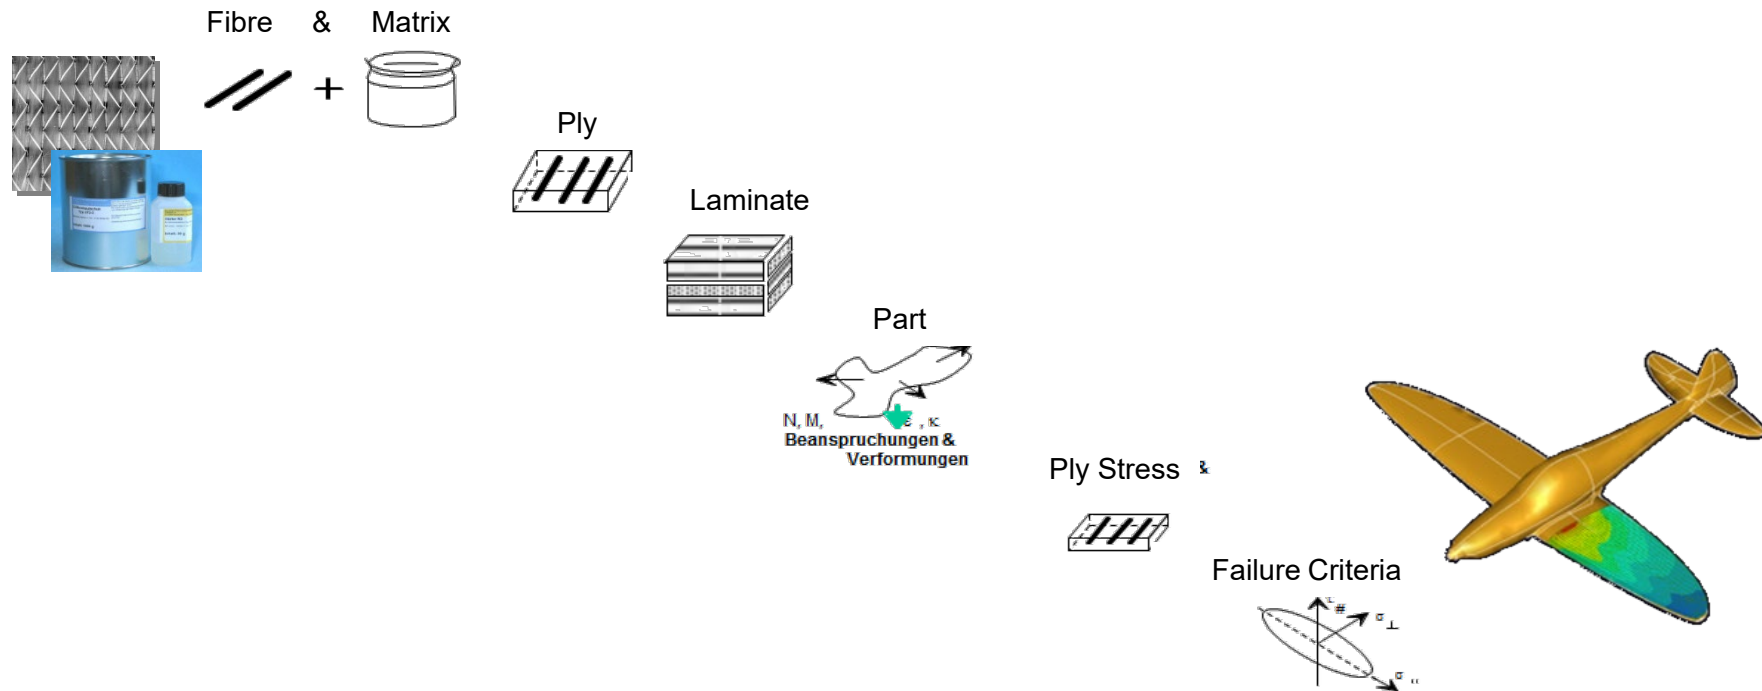 Fibre & Matrix
Ply
Laminate
Part
N, M, ε , κ
Beanspruchungen &
Verformungen
Ply Stress &
Failure Criteria
τ #
σ ⊥
σ "